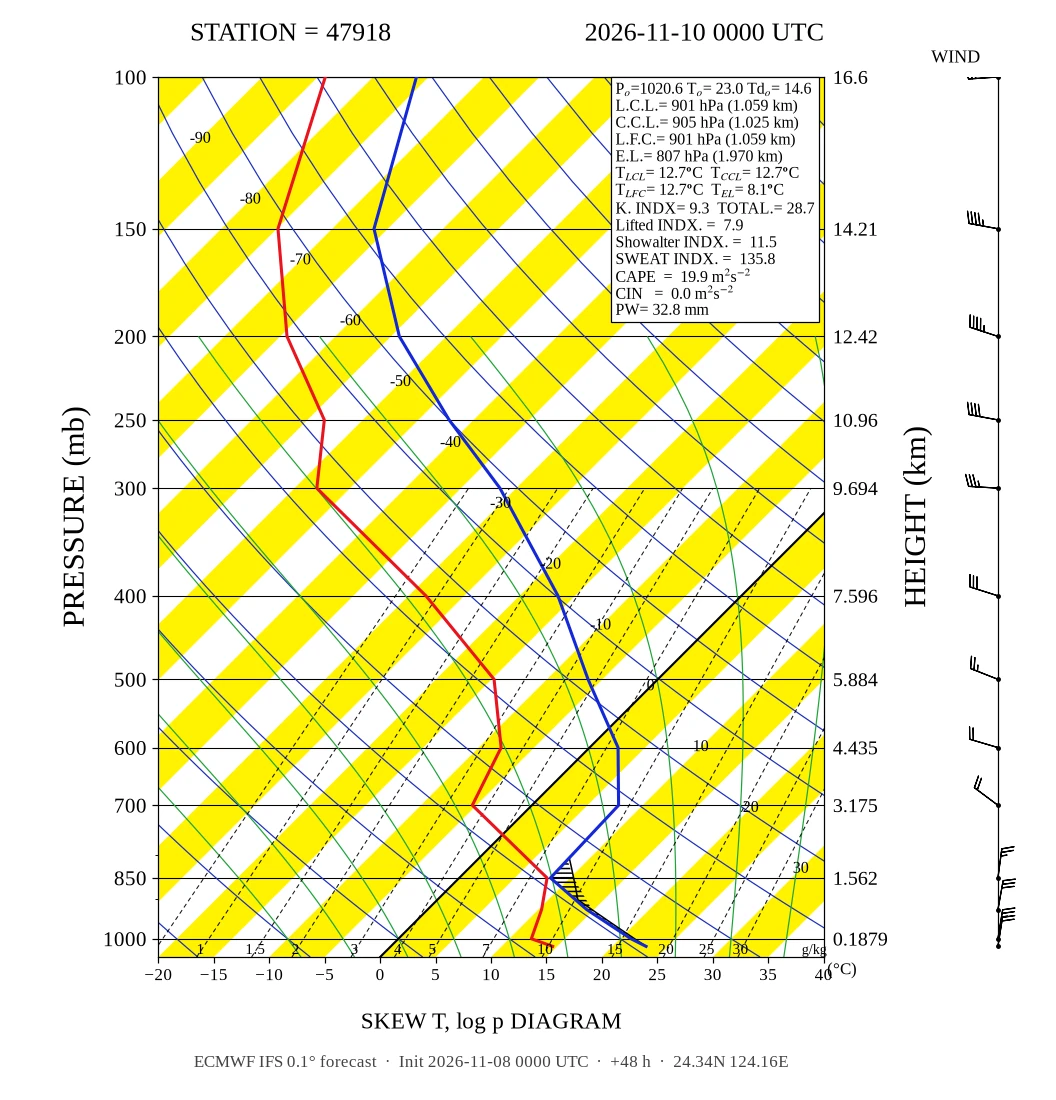 STATION = 47918
2026-11-10 0000 UTC
WIND
P₀=1020.6 T₀= 23.0 Td₀= 14.6
L.C.L.= 901 hPa (1.059 km)
C.C.L.= 905 hPa (1.025 km)
L.F.C.= 901 hPa (1.059 km)
E.L.= 807 hPa (1.970 km)
T_LCL= 12.7°C T_CCL= 12.7°C
T_LFC= 12.7°C T_EL= 8.1°C
K. INDX= 9.3 TOTAL.= 28.7
Lifted INDX. = 7.9
Showalter INDX. = 11.5
SWEAT INDX. = 135.8
CAPE = 19.9 m²s⁻²
CIN = 0.0 m²s⁻²
PW= 32.8 mm
100 16.6
-90
-80
150 14.21
-70
-60
200 12.42
-50
250 10.96
-40
300 9.694
-30
-20
400 7.596
-10
500 5.884
0
600 4.435
10
700 3.175
20
30
850 1.562
1000 0.1879
1 1.5 2 3 4 5 7 10 15 20 25 30 g/kg
−20 −15 −10 −5 0 5 10 15 20 25 30 35 40 (°C)
PRESSURE (mb)
HEIGHT (km)
SKEW T, log p DIAGRAM
ECMWF IFS 0.1° forecast · Init 2026-11-08 0000 UTC · +48 h · 24.34N 124.16E